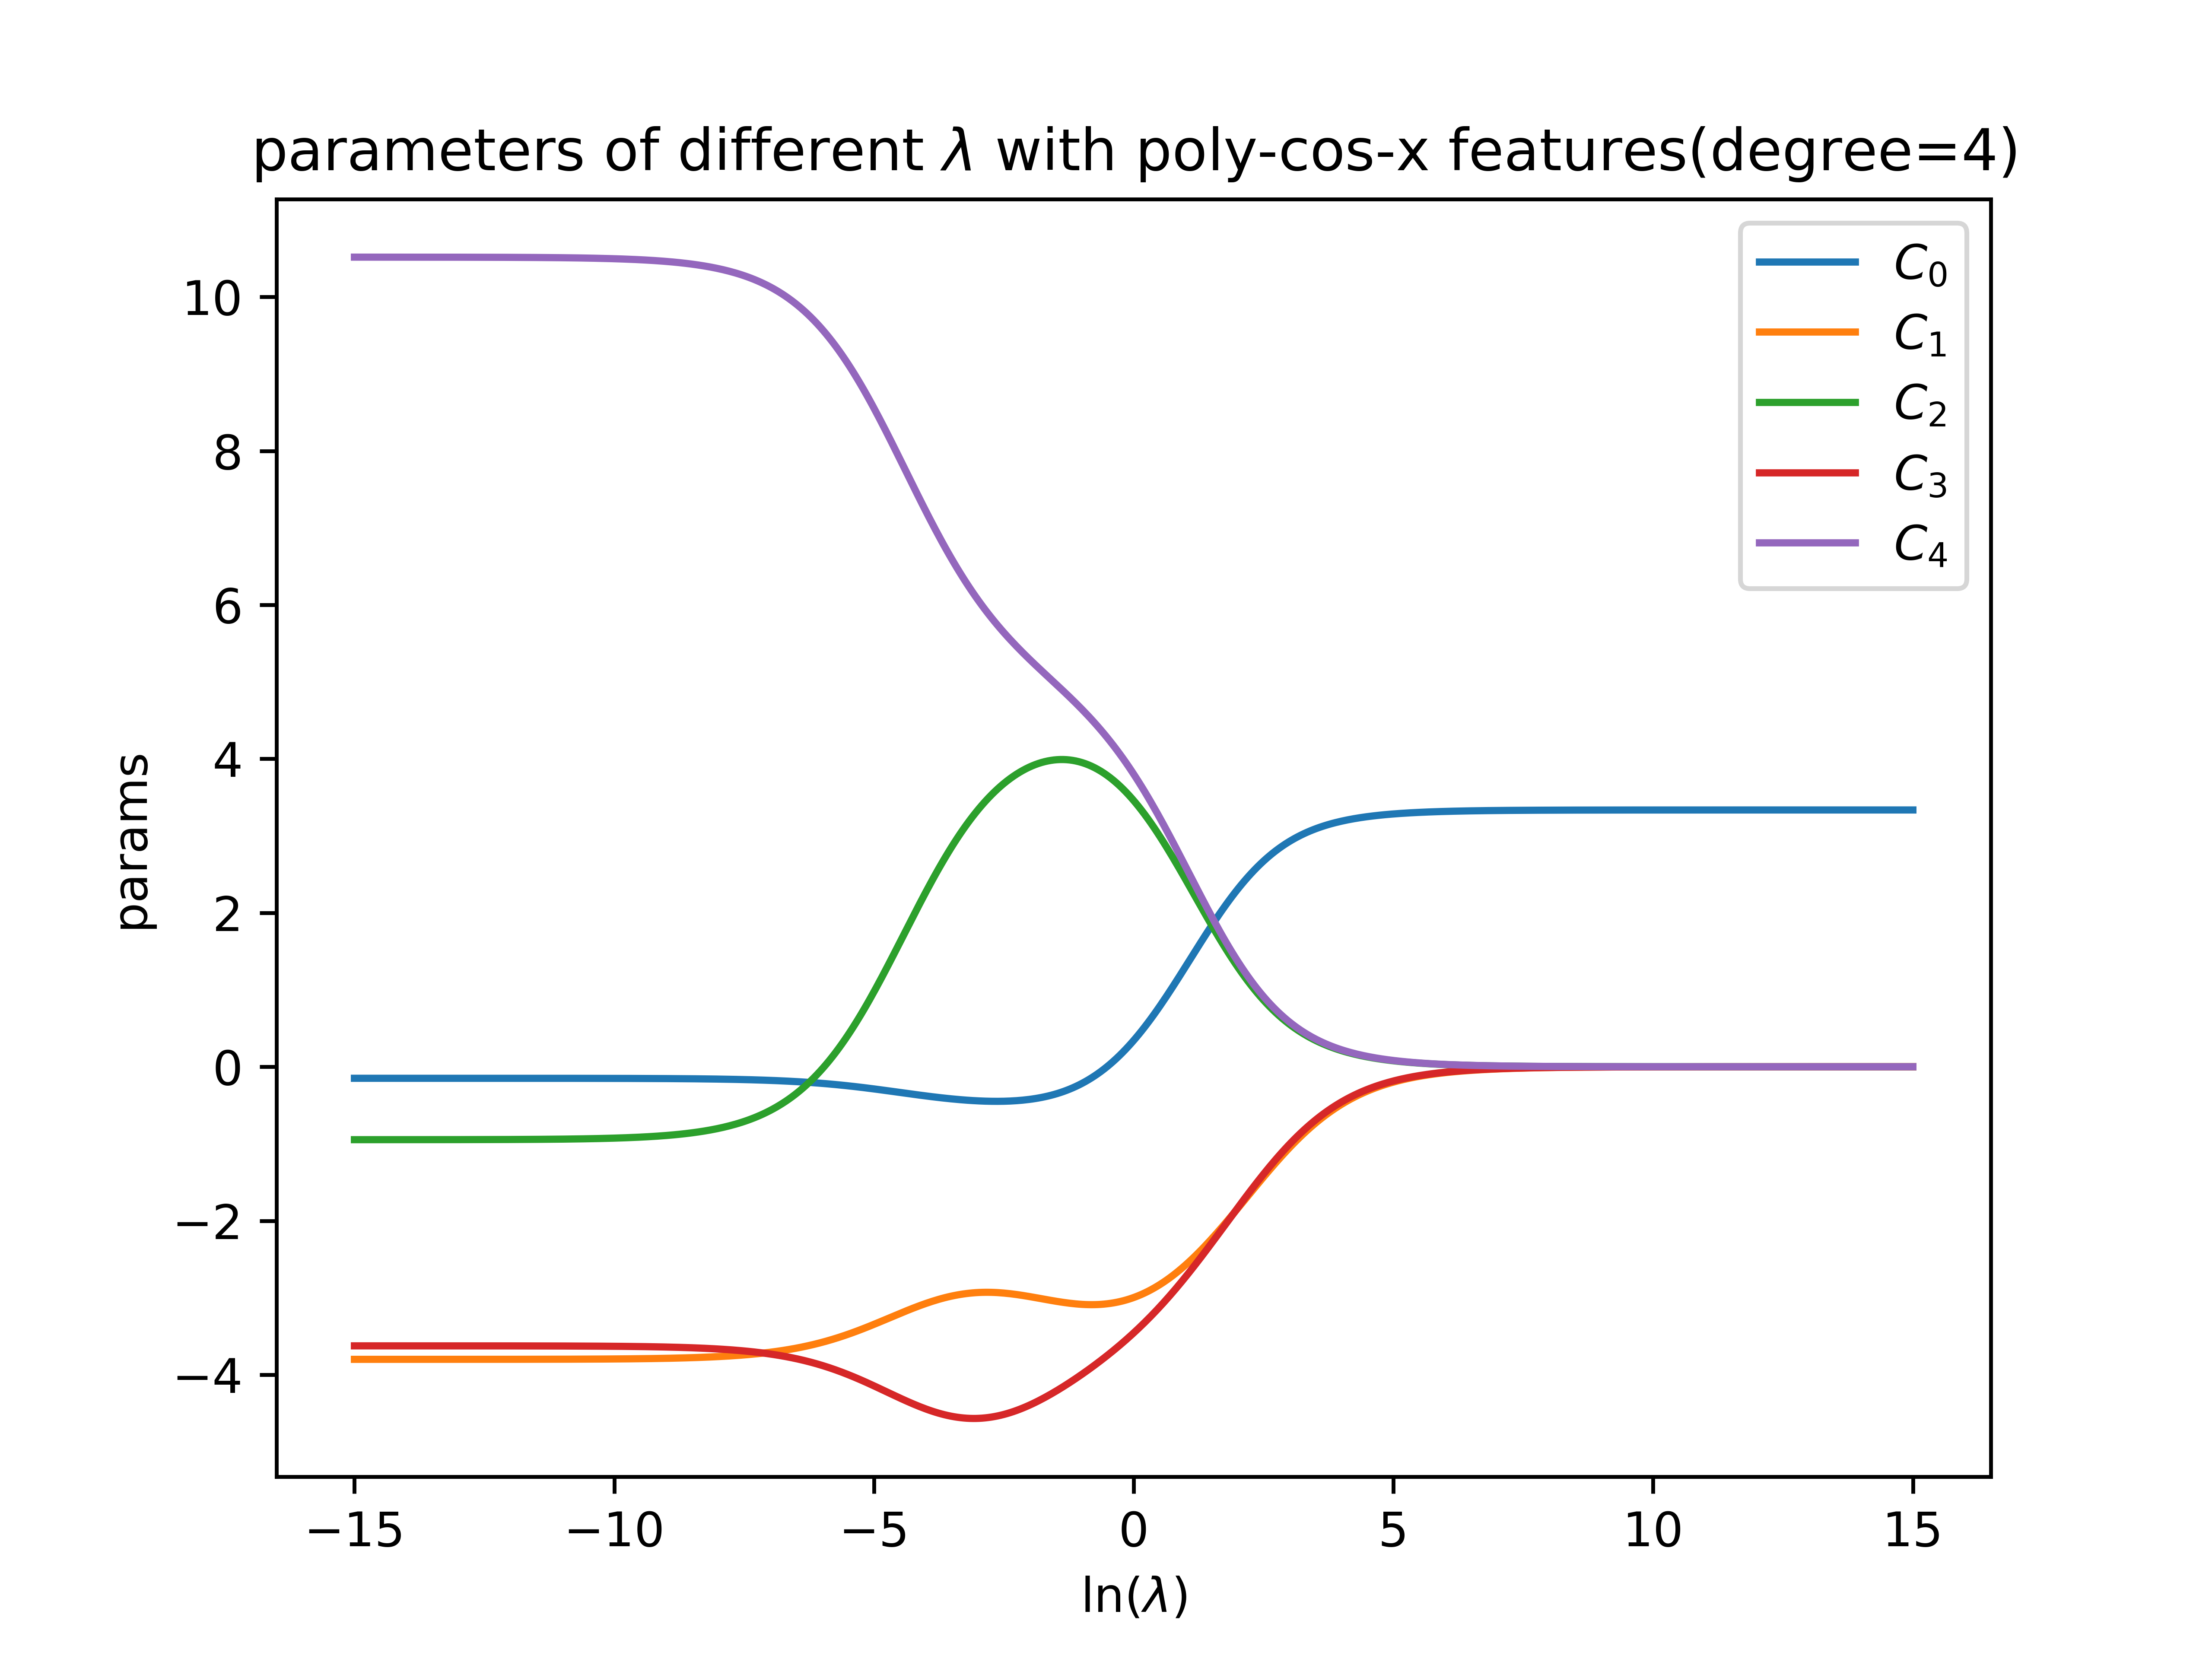 parameters of different λ with poly-cos-x features(degree=4)
C₀
C₁
C₂
C₃
C₄
10
8
6
4
2
0
−2
−4
params
−15 −10 −5 0 5 10 15
ln(λ)